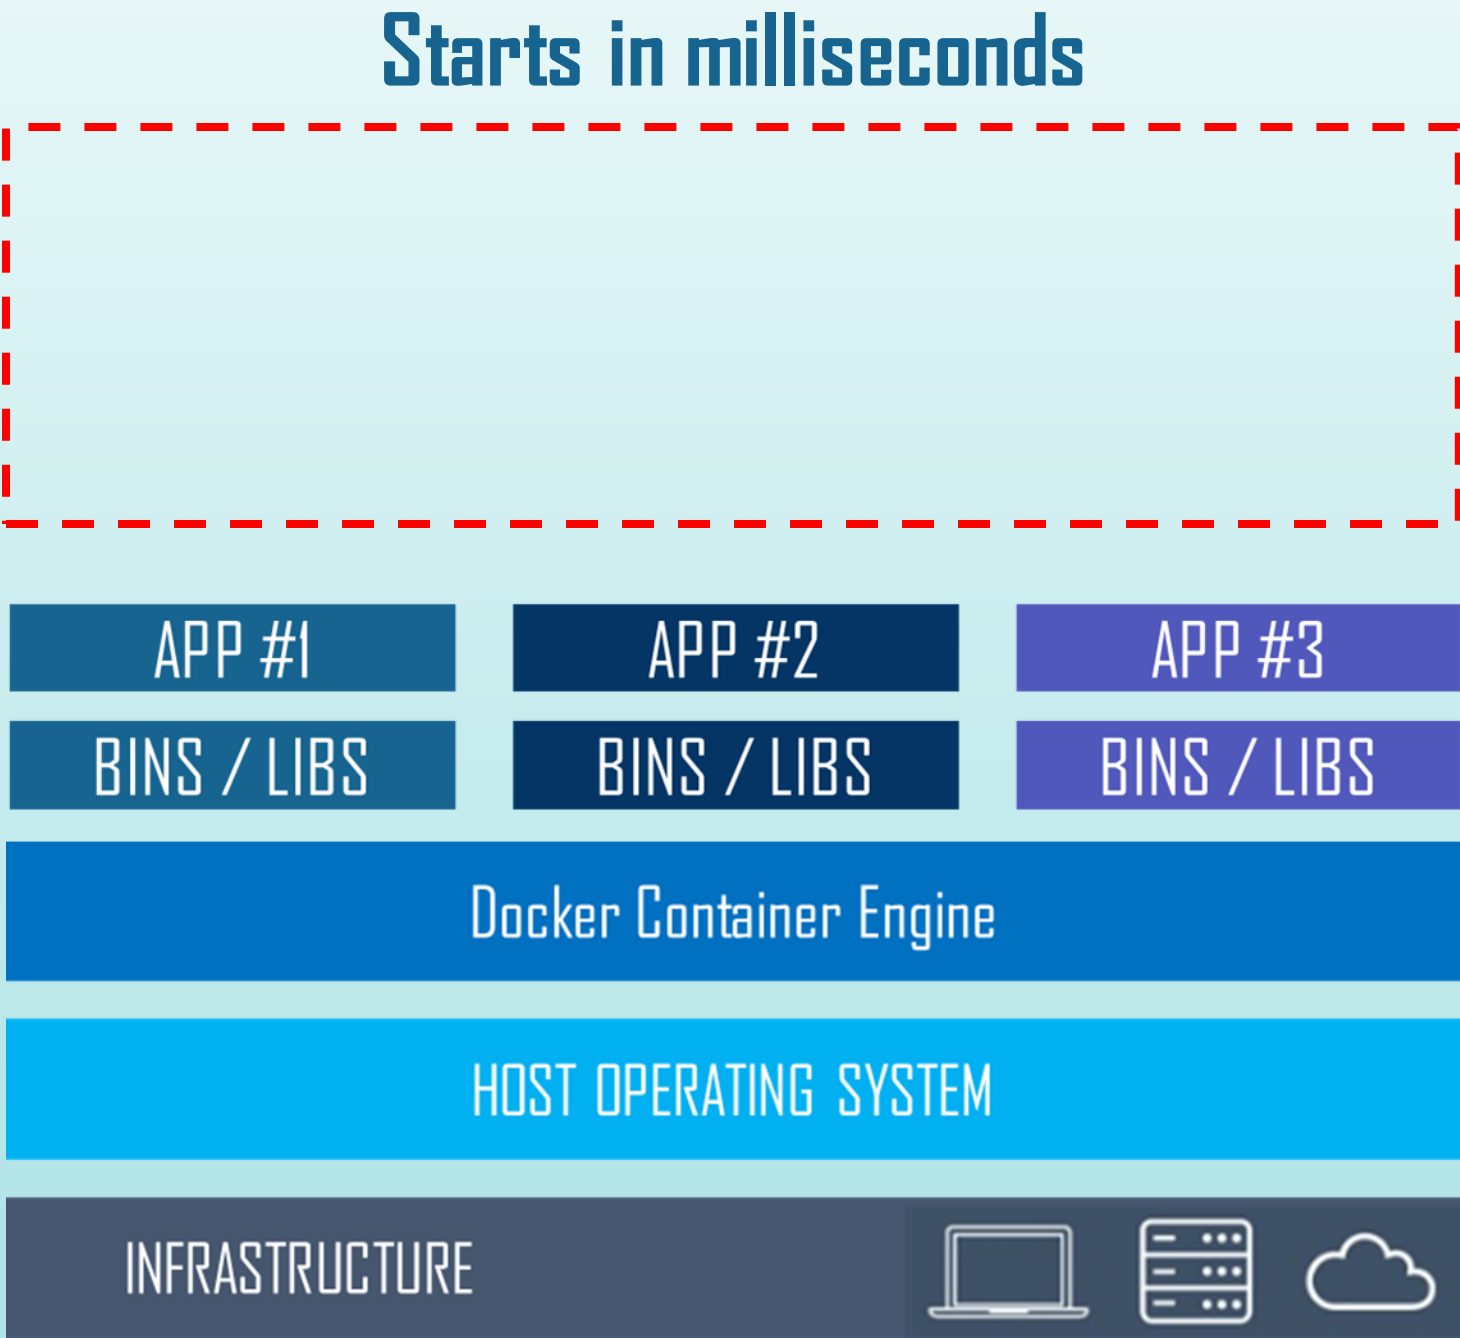 Starts in milliseconds
APP #1
APP #2
APP #3
BINS / LIBS
BINS / LIBS
BINS / LIBS
Docker Container Engine
HOST OPERATING SYSTEM
INFRASTRUCTURE